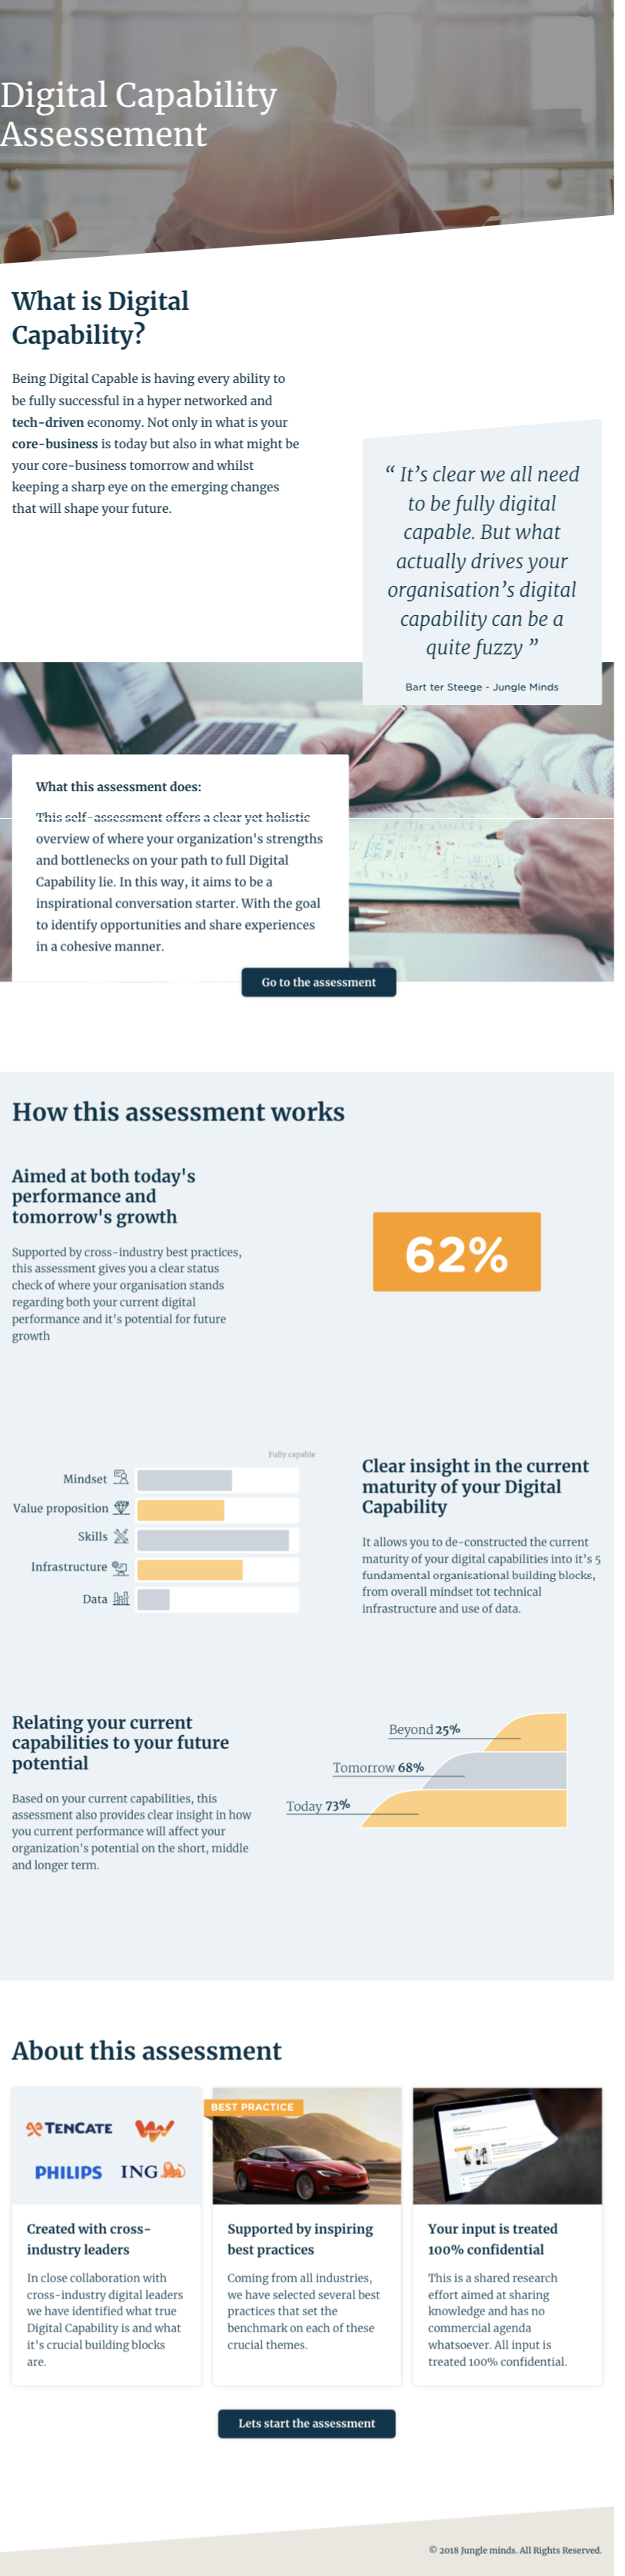 Digital Capability
Assessement
What is Digital
Capability?
Being Digital Capable is having every ability to
be fully successful in a hyper networked and
tech-driven economy. Not only in what is your
core-business is today but also in what might be
your core-business tomorrow and whilst
keeping a sharp eye on the emerging changes
that will shape your future.
“ It’s clear we all need
to be fully digital
capable. But what
actually drives your
organisation’s digital
capability can be a
quite fuzzy ”
Bart ter Steege - Jungle Minds
What this assessment does:
This self-assessment offers a clear yet holistic
overview of where your organization's strengths
and bottlenecks on your path to full Digital
Capability lie. In this way, it aims to be a
inspirational conversation starter. With the goal
to identify opportunities and share experiences
in a cohesive manner.
Go to the assessment
How this assessment works
Aimed at both today's
performance and
tomorrow's growth
Supported by cross-industry best practices,
this assessment gives you a clear status
check of where your organisation stands
regarding both your current digital
performance and it's potential for future
growth
62%
Fully capable
Mindset
Value proposition
Skills
Infrastructure
Data
Clear insight in the current
maturity of your Digital
Capability
It allows you to de-constructed the current
maturity of your digital capabilities into it's 5
fundamental organisational building blocks,
from overall mindset tot technical
infrastructure and use of data.
Relating your current
capabilities to your future
potential
Based on your current capabilities, this
assessment also provides clear insight in how
you current performance will affect your
organization's potential on the short, middle
and longer term.
Beyond 25%
Tomorrow 68%
Today 73%
About this assessment
TENCATE
PHILIPS
ING
Created with cross-
industry leaders
In close collaboration with
cross-industry digital leaders
we have identified what true
Digital Capability is and what
it's crucial building blocks
are.
BEST PRACTICE
Supported by inspiring
best practices
Coming from all industries,
we have selected several best
practices that set the
benchmark on each of these
crucial themes.
Your input is treated
100% confidential
This is a shared research
effort aimed at sharing
knowledge and has no
commercial agenda
whatsoever. All input is
treated 100% confidential.
Lets start the assessment
© 2018 Jungle minds. All Rights Reserved.